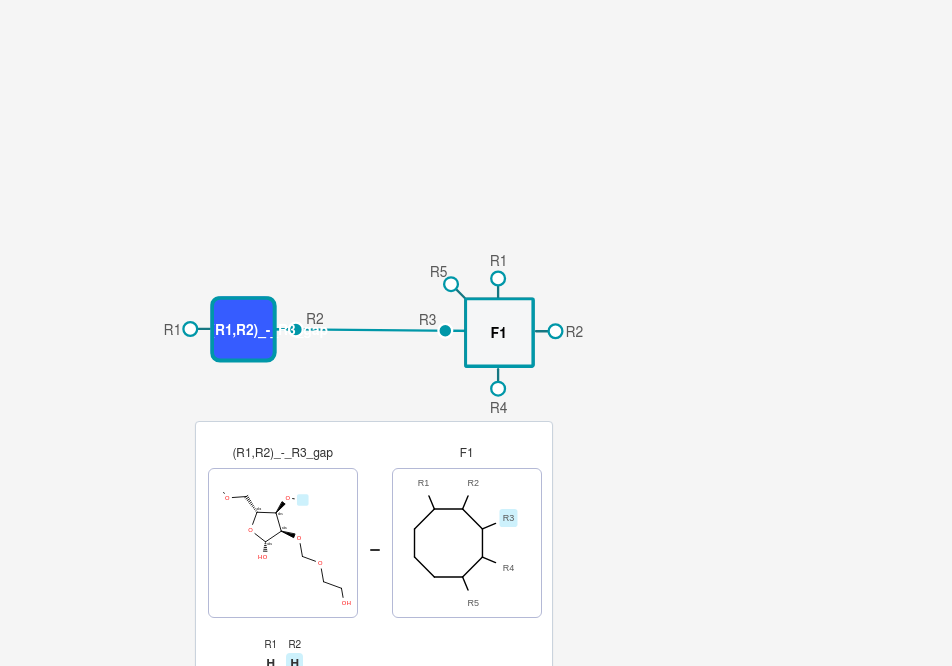 R1
R5
R1
R2
R3
R1,R2)_-_R3_gap
F1
R2
R4
(R1,R2)_-_R3_gap
F1
R1
R2
R3
R4
R5
O
O
O
HO
O
O
OH
–
R1 R2
H H